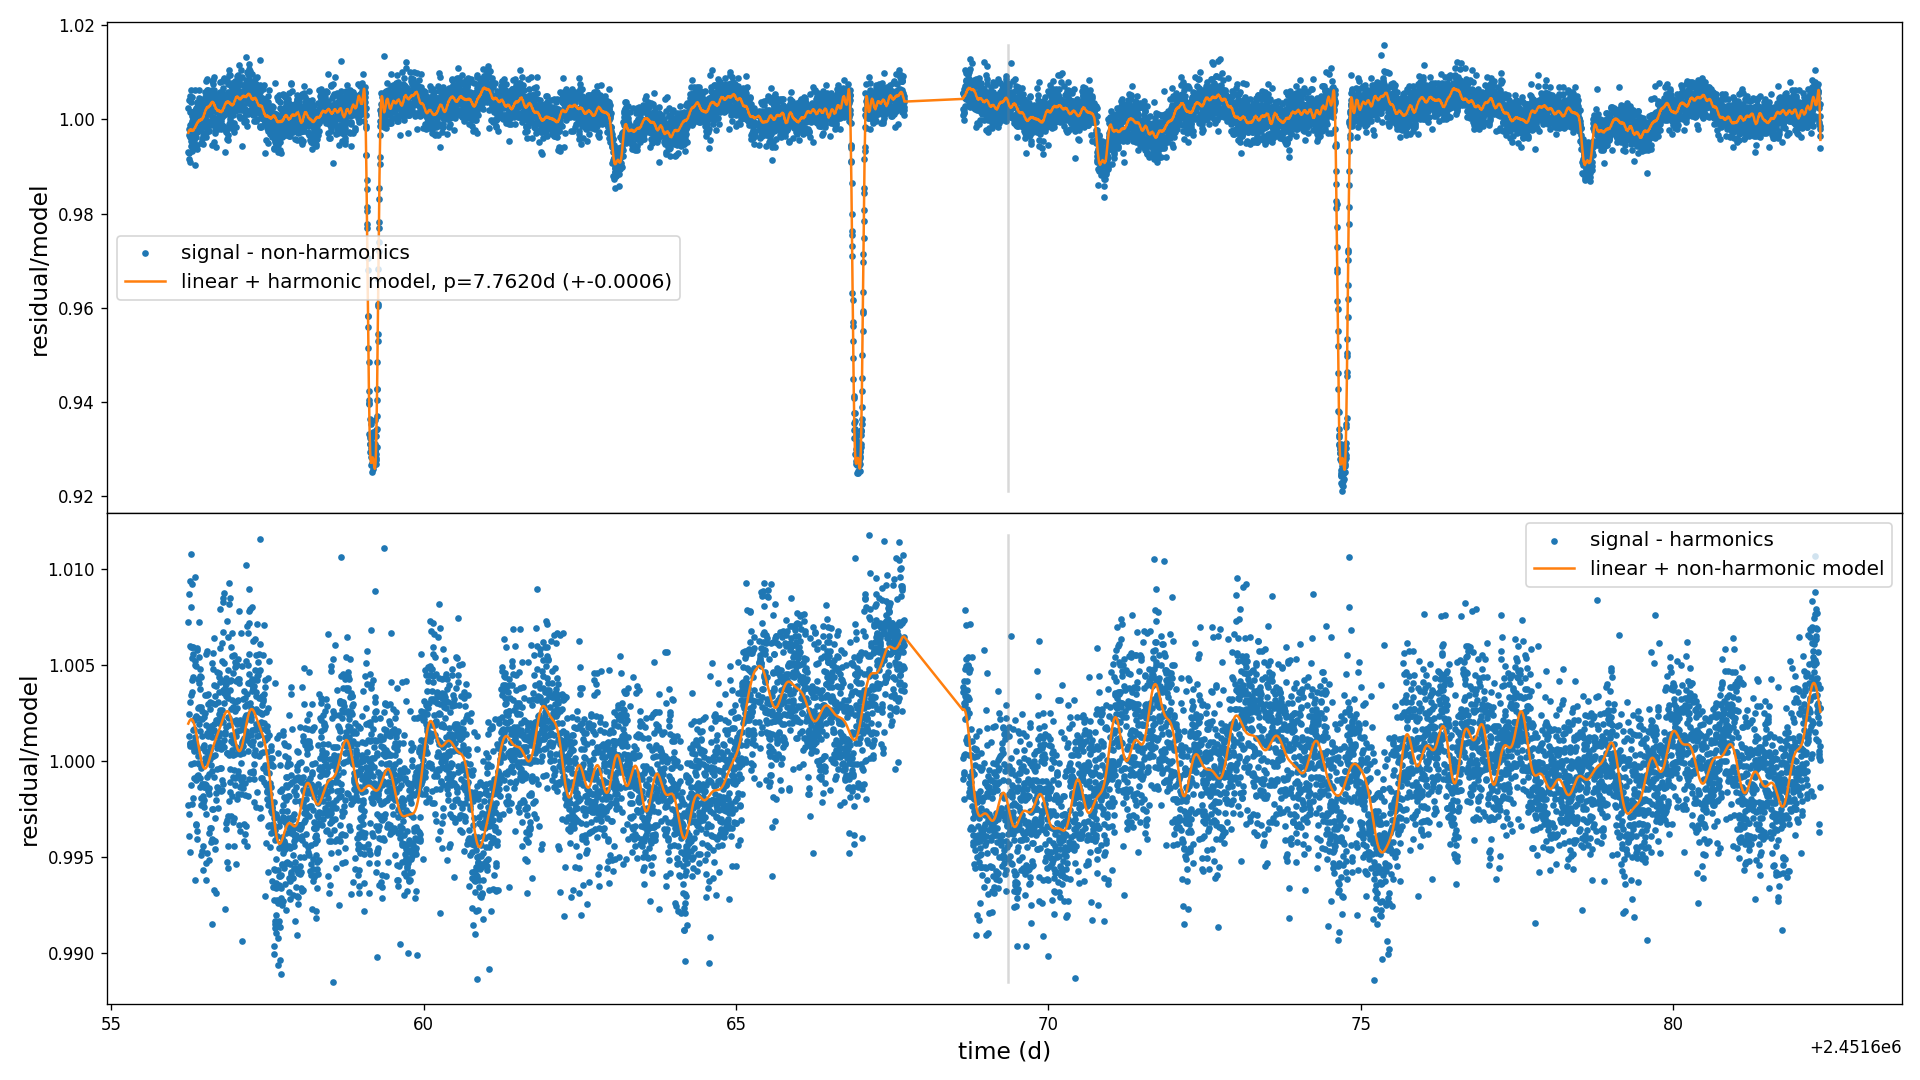 1.02
1.00
0.98
0.96
0.94
0.92
residual/model
signal - non-harmonics
linear + harmonic model, p=7.7620d (+-0.0006)
1.010
1.005
1.000
0.995
0.990
residual/model
signal - harmonics
linear + non-harmonic model
55 60 65 70 75 80
time (d)
+2.4516e6